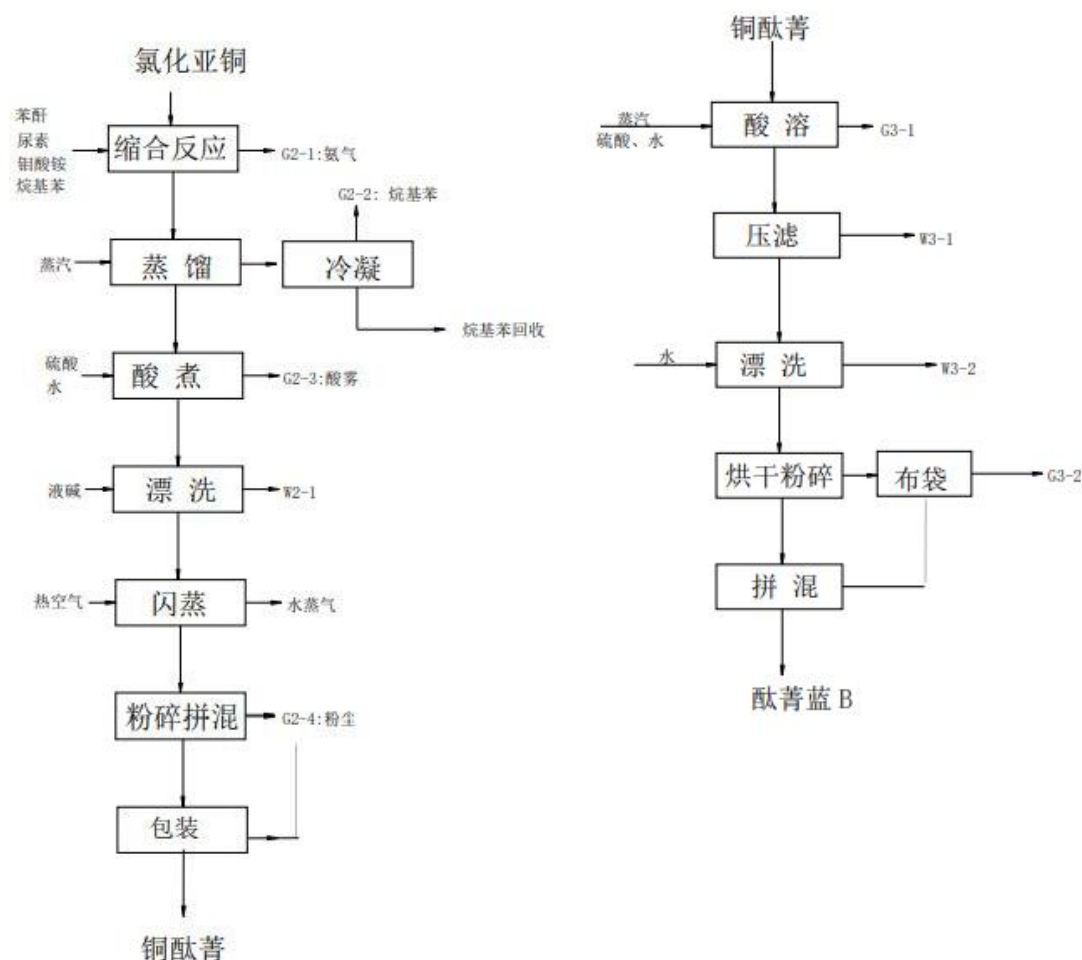 氯化亚铜
苯酐
尿素
钼酸铵
烷基苯
缩合反应
G2-1:氨气
G2-2: 烷基苯
蒸汽
蒸 馏
冷凝
烷基苯回收
硫酸
水
酸 煮
G2-3:酸雾
液碱
漂 洗
W2-1
热空气
闪蒸
水蒸气
粉碎拼混
G2-4:粉尘
包装
铜酞菁
铜酞菁
蒸汽
硫酸、水
酸 溶
G3-1
压滤
W3-1
水
漂 洗
W3-2
烘干粉碎
布袋
G3-2
拼 混
酞菁蓝 B